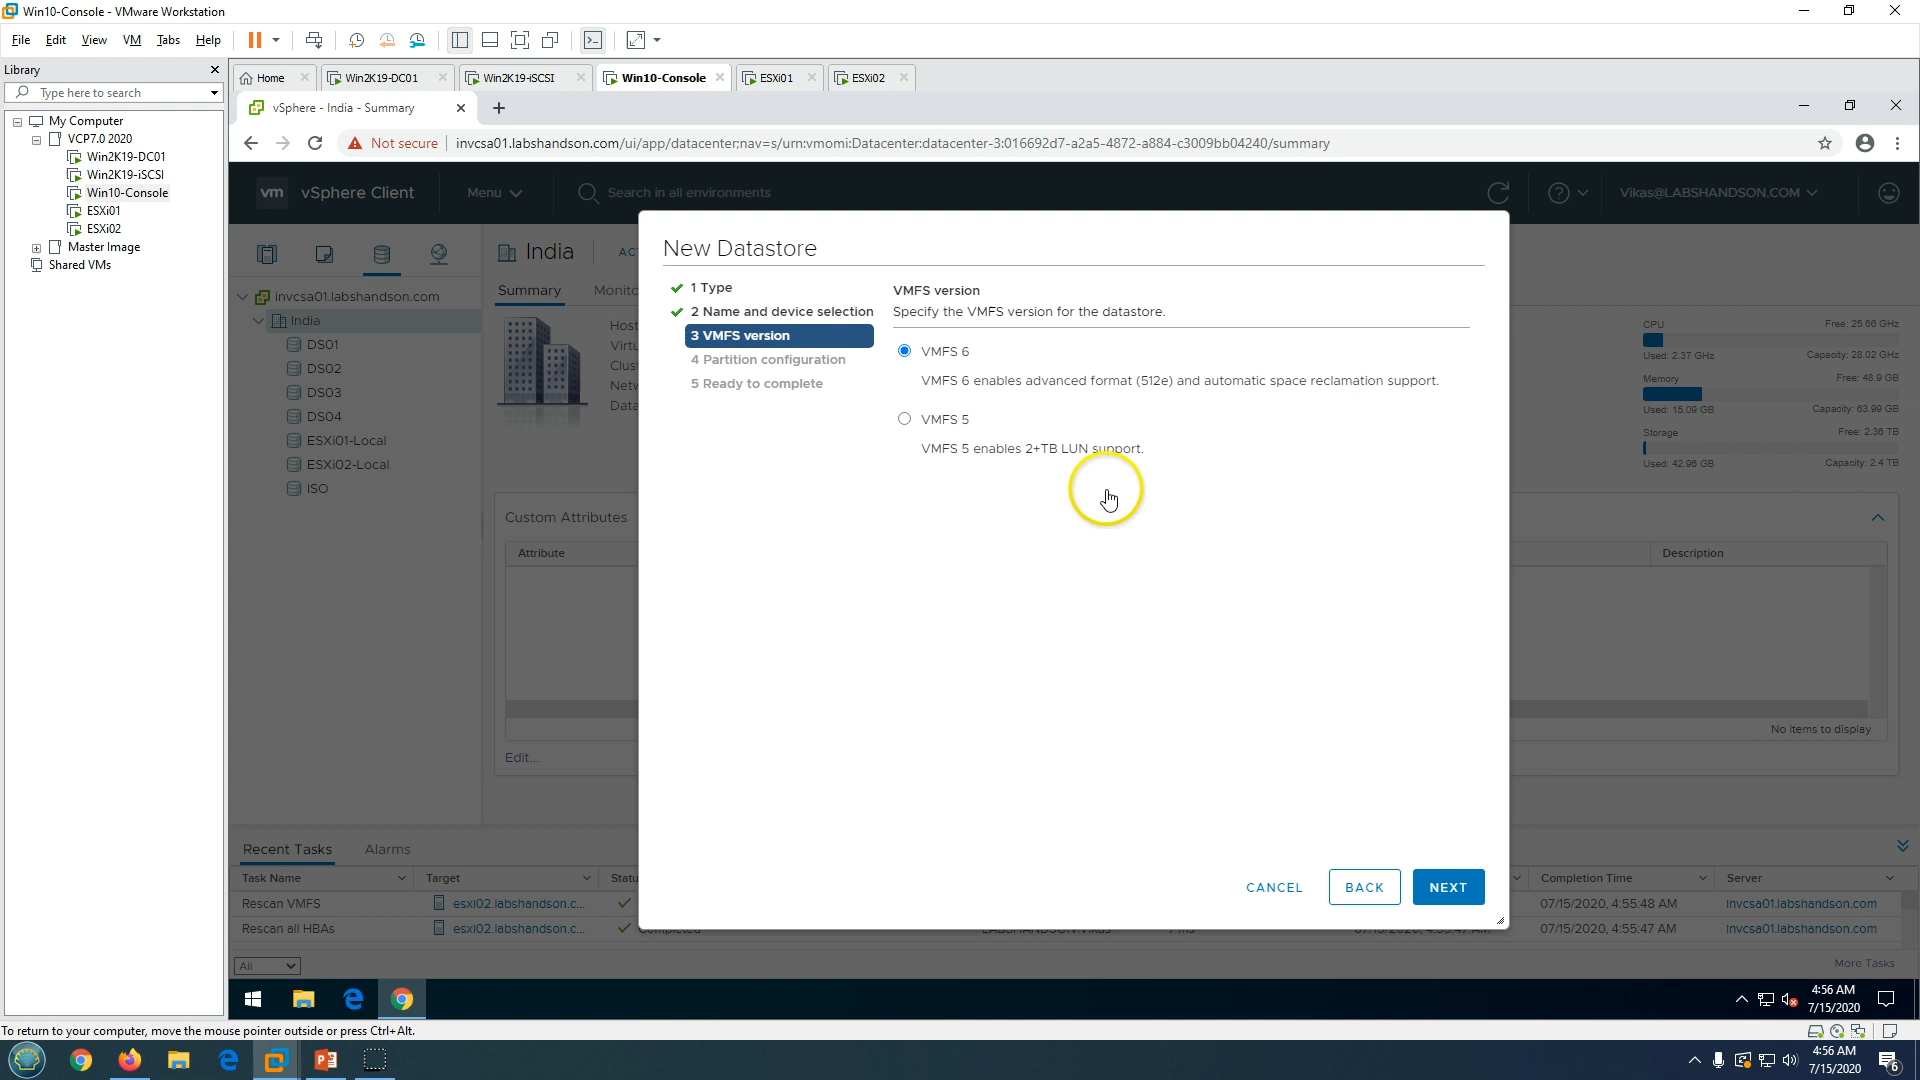 Win10-Console - VMware Workstation
File Edit View VM Tabs Help
Library
Type here to search
My Computer
VCP7.0 2020
Win2K19-DC01
Win2K19-iSCSI
Win10-Console
ESXi01
ESXi02
Master Image
Shared VMs
Home
Win2K19-DC01
Win2K19-iSCSI
Win10-Console
ESXi01
ESXi02
vSphere - India - Summary
Not secure
invcsa01.labshandson.com/ui/app/datacenter;nav=s/urn:vmomi:Datacenter:datacenter-3:016692d7-a2a5-4872-a884-c3009bb04240/summary
vm vSphere Client
Menu
Search in all environments
Vikas@LABSHANDSON.COM
invcsa01.labshandson.com
India
DS01
DS02
DS03
DS04
ESXi01-Local
ESXi02-Local
ISO
India
AC
Summary
Monito
Host
Virtu
Clus
Netw
Data
CPU
Free: 25.66 GHz
Used: 2.37 GHz
Capacity: 28.02 GHz
Memory
Free: 48.9 GB
Used: 15.09 GB
Capacity: 63.99 GB
Storage
Free: 2.36 TB
Used: 42.96 GB
Capacity: 2.4 TB
Custom Attributes
Attribute
Description
No items to display
Edit...
New Datastore
1 Type
2 Name and device selection
3 VMFS version
4 Partition configuration
5 Ready to complete
VMFS version
Specify the VMFS version for the datastore.
VMFS 6
VMFS 6 enables advanced format (512e) and automatic space reclamation support.
VMFS 5
VMFS 5 enables 2+TB LUN support.
CANCEL
BACK
NEXT
Recent Tasks
Alarms
Task Name
Target
Statu
Completion Time
Server
Rescan VMFS
esxi02.labshandson.c...
07/15/2020, 4:55:48 AM
invcsa01.labshandson.com
Rescan all HBAs
esxi02.labshandson.c...
07/15/2020, 4:55:47 AM
invcsa01.labshandson.com
All
More Tasks
4:56 AM
7/15/2020
To return to your computer, move the mouse pointer outside or press Ctrl+Alt.
4:56 AM
7/15/2020
6